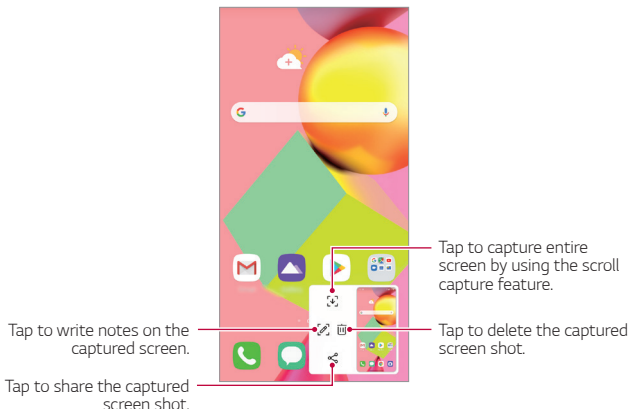 G
M
Tap to capture entire
screen by using the scroll
capture feature.
Tap to write notes on the
captured screen.
Tap to delete the captured
screen shot.
Tap to share the captured
screen shot.